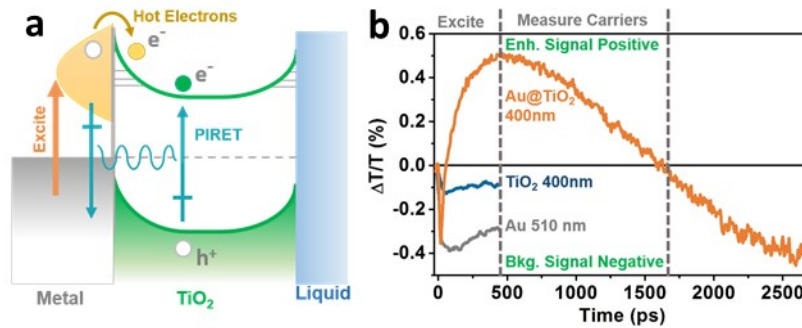 a
Hot Electrons
e-
e-
Excite
PIRET
h+
Metal
TiO2
Liquid
b
Excite
Measure Carriers
Enh. Signal Positive
Au@TiO2
400nm
TiO2 400nm
Au 510 nm
Bkg. Signal Negative
ΔT/T (%)
0.6
0.4
0.2
0.0
-0.2
-0.4
0 500 1000 1500 2000 2500
Time (ps)